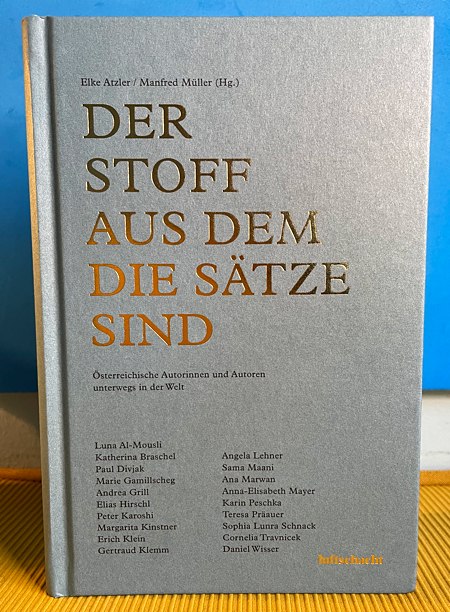 Elke Atzler / Manfred Müller (Hg.)
DER
STOFF
AUS DEM
DIE SÄTZE
SIND
Österreichische Autorinnen und Autoren
unterwegs in der Welt
Luna Al-Mousli
Katherina Braschel
Paul Divjak
Marie Gamillscheg
Andrea Grill
Elias Hirschl
Peter Karoshi
Margarita Kinstner
Erich Klein
Gertraud Klemm
Angela Lehner
Sama Maani
Ana Marwan
Anna-Elisabeth Mayer
Karin Peschka
Teresa Präauer
Sophia Lunra Schnack
Cornelia Travnicek
Daniel Wisser
luftschacht